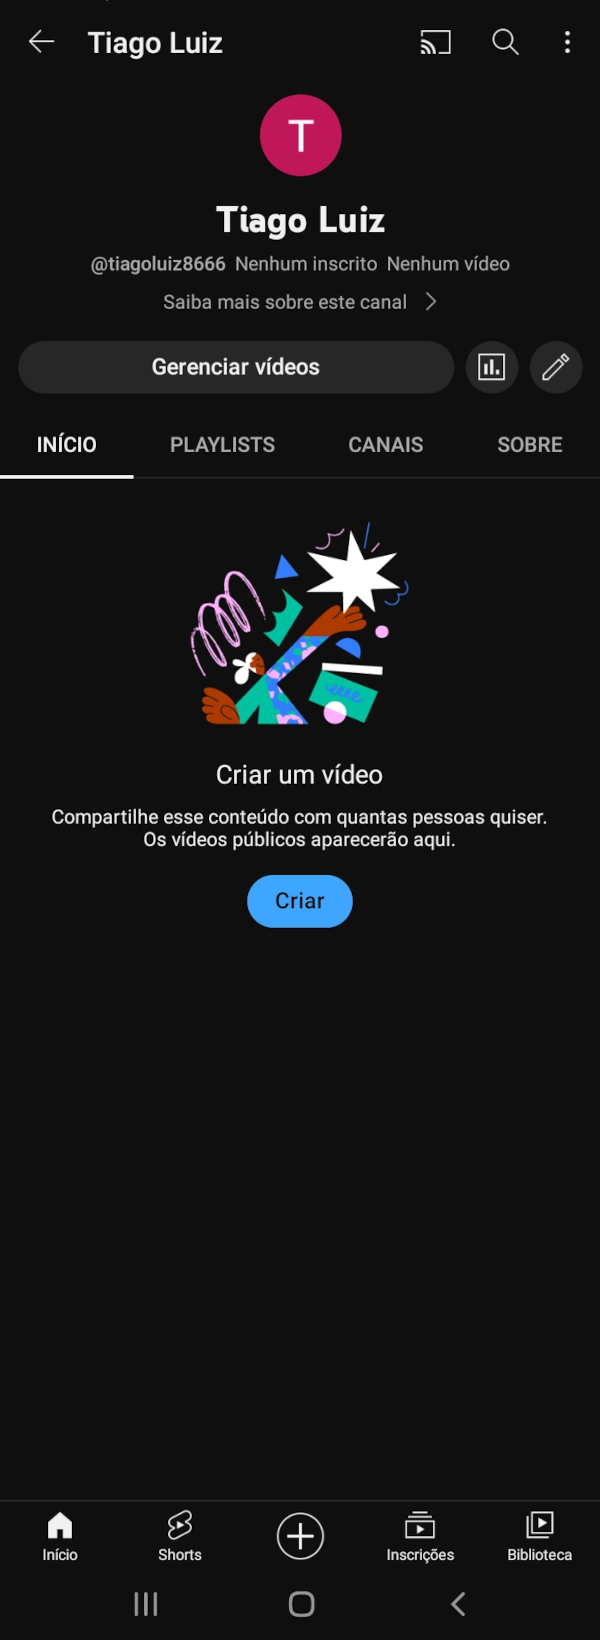 Tiago Luiz
T
Tiago Luiz
@tiagoluiz8666 Nenhum inscrito Nenhum vídeo
Saiba mais sobre este canal
Gerenciar vídeos
INÍCIO PLAYLISTS CANAIS SOBRE
Criar um vídeo
Compartilhe esse conteúdo com quantas pessoas quiser.
Os vídeos públicos aparecerão aqui.
Criar
Início Shorts Inscrições Biblioteca